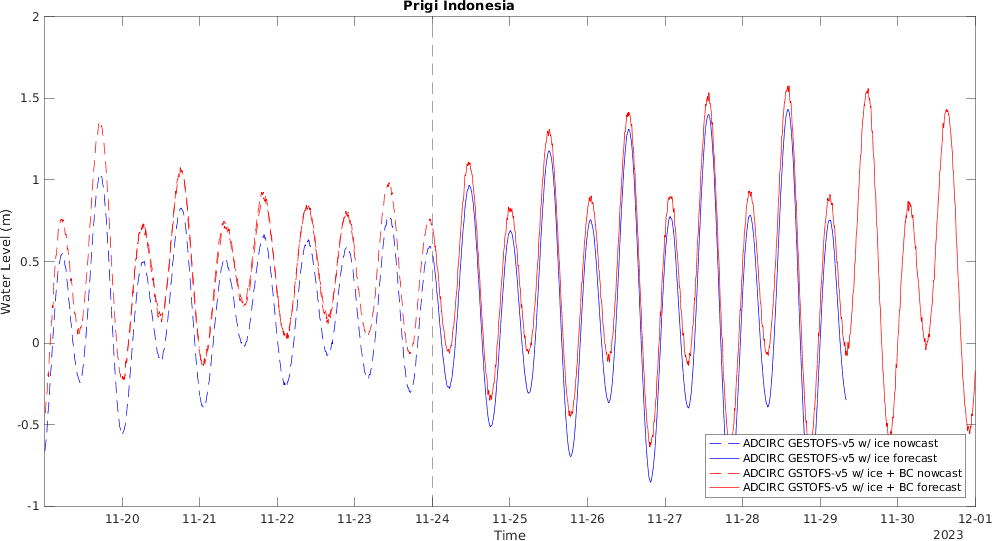 Prigi Indonesia
2
1.5
1
0.5
0
-0.5
-1
Water Level (m)
ADCIRC GESTOFS-v5 w/ ice nowcast
ADCIRC GESTOFS-v5 w/ ice forecast
ADCIRC GSTOFS-v5 w/ ice + BC nowcast
ADCIRC GSTOFS-v5 w/ ice + BC forecast
11-20 11-21 11-22 11-23 11-24 11-25 11-26 11-27 11-28 11-29 11-30 12-01
Time
2023